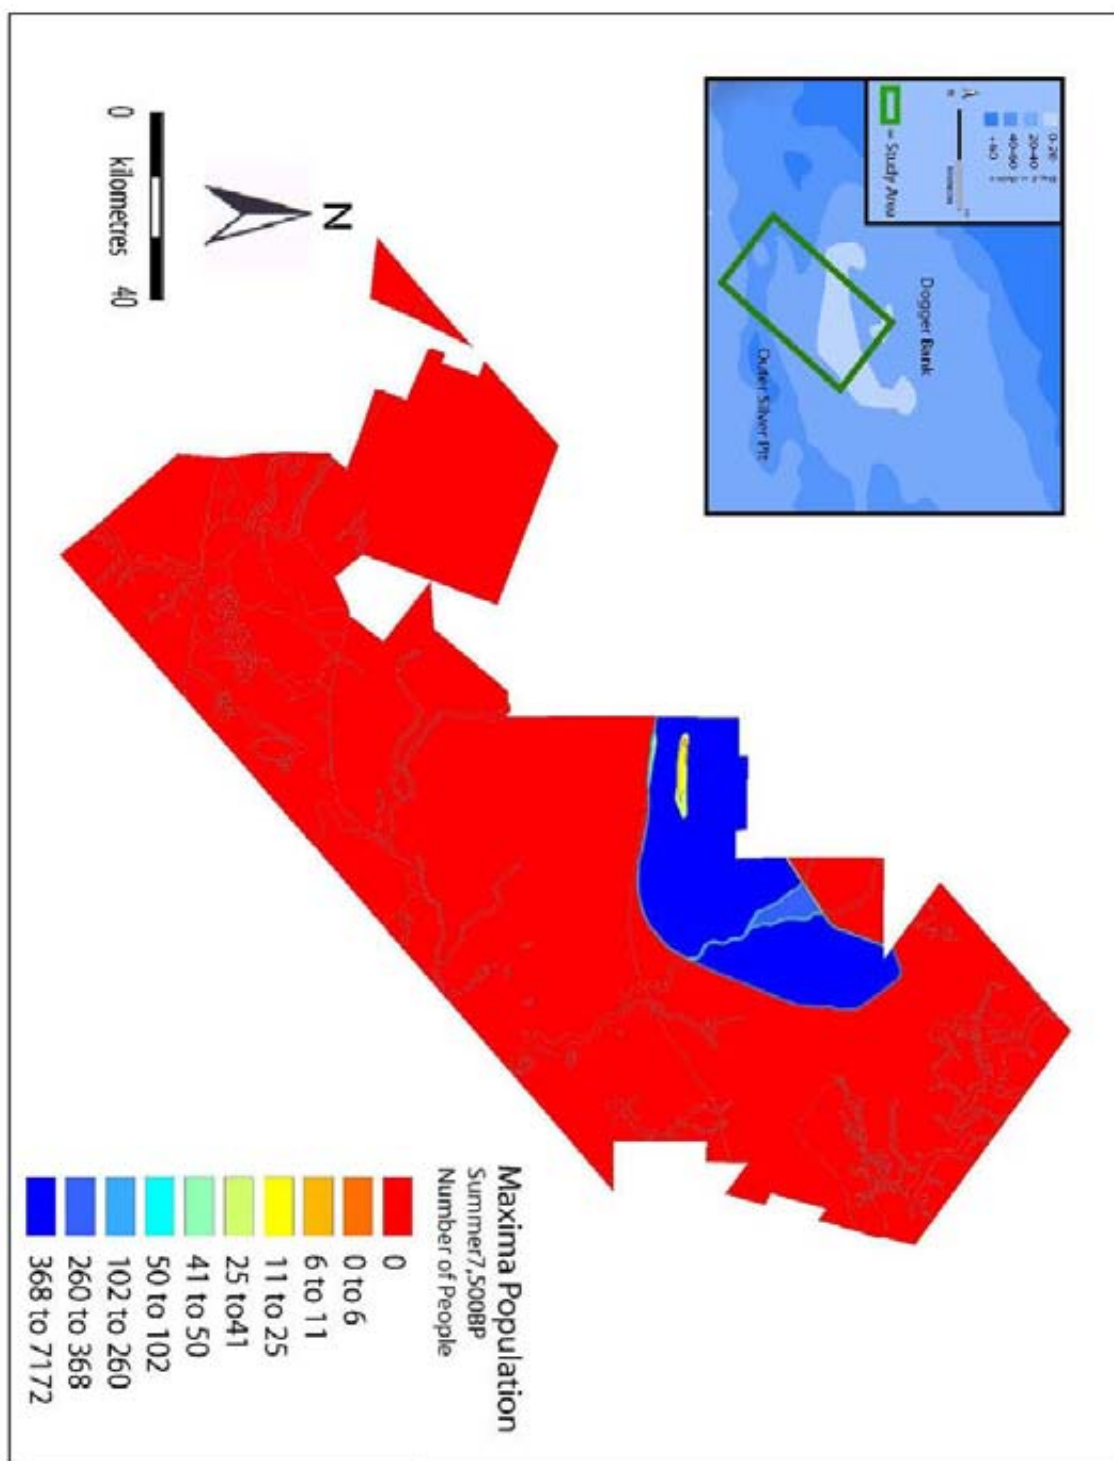 0-20
20-40
40-60
+60
= Study Area
Dogger Bank
Outer Silver Pit
N
0 kilometres 40
Maxima Population
Summer7,500BP
Number of People
0
0 to 6
6 to 11
11 to 25
25 to41
41 to 50
50 to 102
102 to 260
260 to 368
368 to 7172